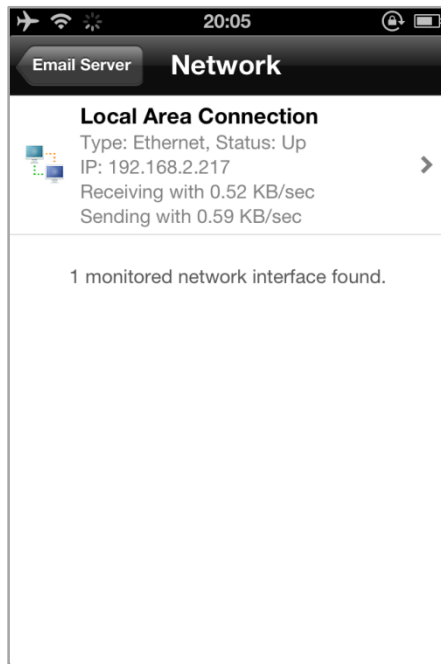 20:05
Email Server
Network
Local Area Connection
Type: Ethernet, Status: Up
IP: 192.168.2.217
Receiving with 0.52 KB/sec
Sending with 0.59 KB/sec
1 monitored network interface found.